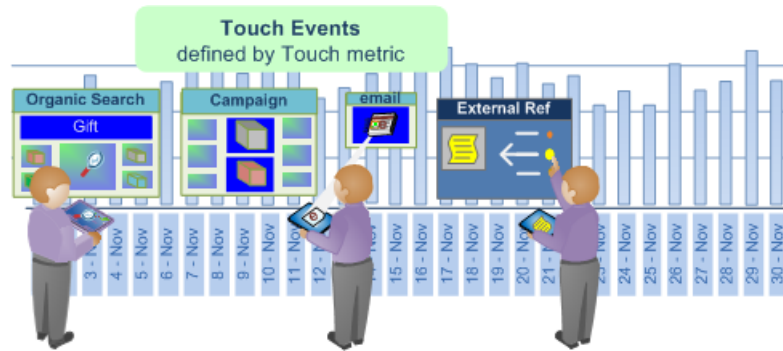 Touch Events
defined by Touch metric
Organic Search
Campaign
email
External Ref
Gift
3 - Nov
4 - Nov
5 - Nov
6 - Nov
7 - Nov
8 - Nov
9 - Nov
10 - Nov
11 - Nov
12 -
- Nov
15 - Nov
16 - Nov
17 - Nov
18 - Nov
19 - Nov
20 - Nov
21 -
- Nov
24 - Nov
25 - Nov
26 - Nov
27 - Nov
28 - Nov
29 - Nov
30 - Nov